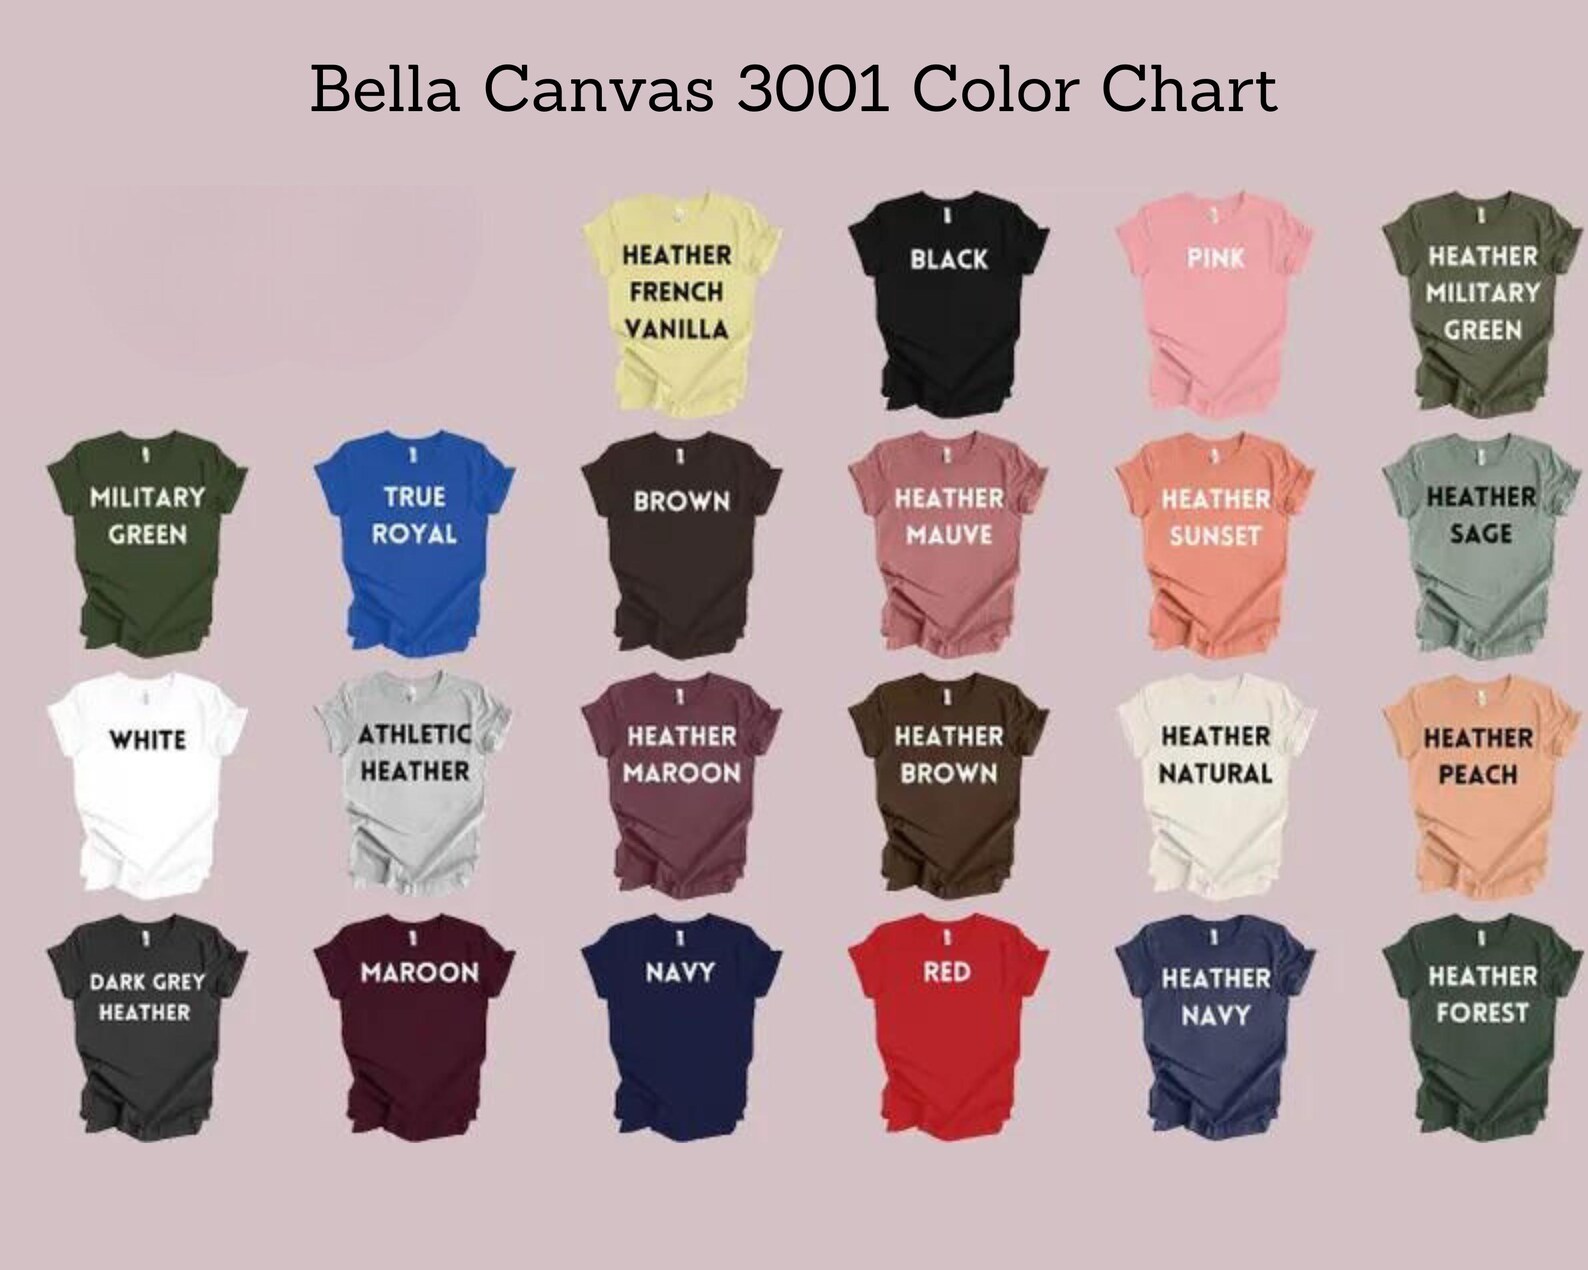 Bella Canvas 3001 Color Chart
HEATHER
FRENCH
VANILLA
BLACK
PINK
HEATHER
MILITARY
GREEN
MILITARY
GREEN
TRUE
ROYAL
BROWN
HEATHER
MAUVE
HEATHER
SUNSET
HEATHER
SAGE
WHITE
ATHLETIC
HEATHER
HEATHER
MAROON
HEATHER
BROWN
HEATHER
NATURAL
HEATHER
PEACH
DARK GREY
HEATHER
MAROON
NAVY
RED
HEATHER
NAVY
HEATHER
FOREST